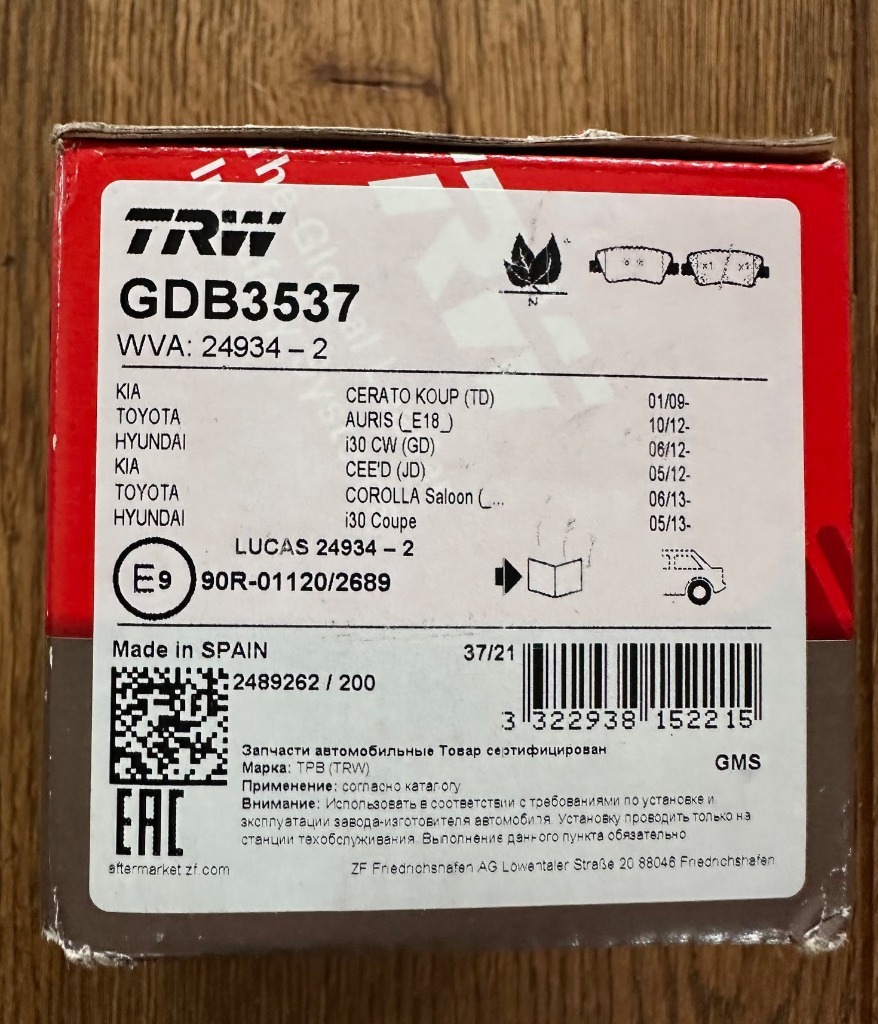 TRW
GDB3537
WVA: 24934 – 2
N
x1 x1
KIA CERATO KOUP (TD) 01/09-
TOYOTA AURIS (_E18_) 10/12-
HYUNDAI i30 CW (GD) 06/12-
KIA CEE'D (JD) 05/12-
TOYOTA COROLLA Saloon (_... 06/13-
HYUNDAI i30 Coupe 05/13-
LUCAS 24934 – 2
E9 90R-01120/2689
Made in SPAIN 37/21
2489262 / 200
3 322938 152215
Запчасти автомобильные Товар сертифицирован
Марка: ТРВ (TRW) GMS
Применение: согласно каталогу
Внимание: Использовать в соответствии с требованиями по установке и
эксплуатации завода-изготовителя автомобиля. Установку проводить только на
станции техобслуживания. Выполнение данного пункта обязательно
EAC
aftermarket.zf.com ZF Friedrichshafen AG Löwentaler Straße 20 88046 Friedrichshafen